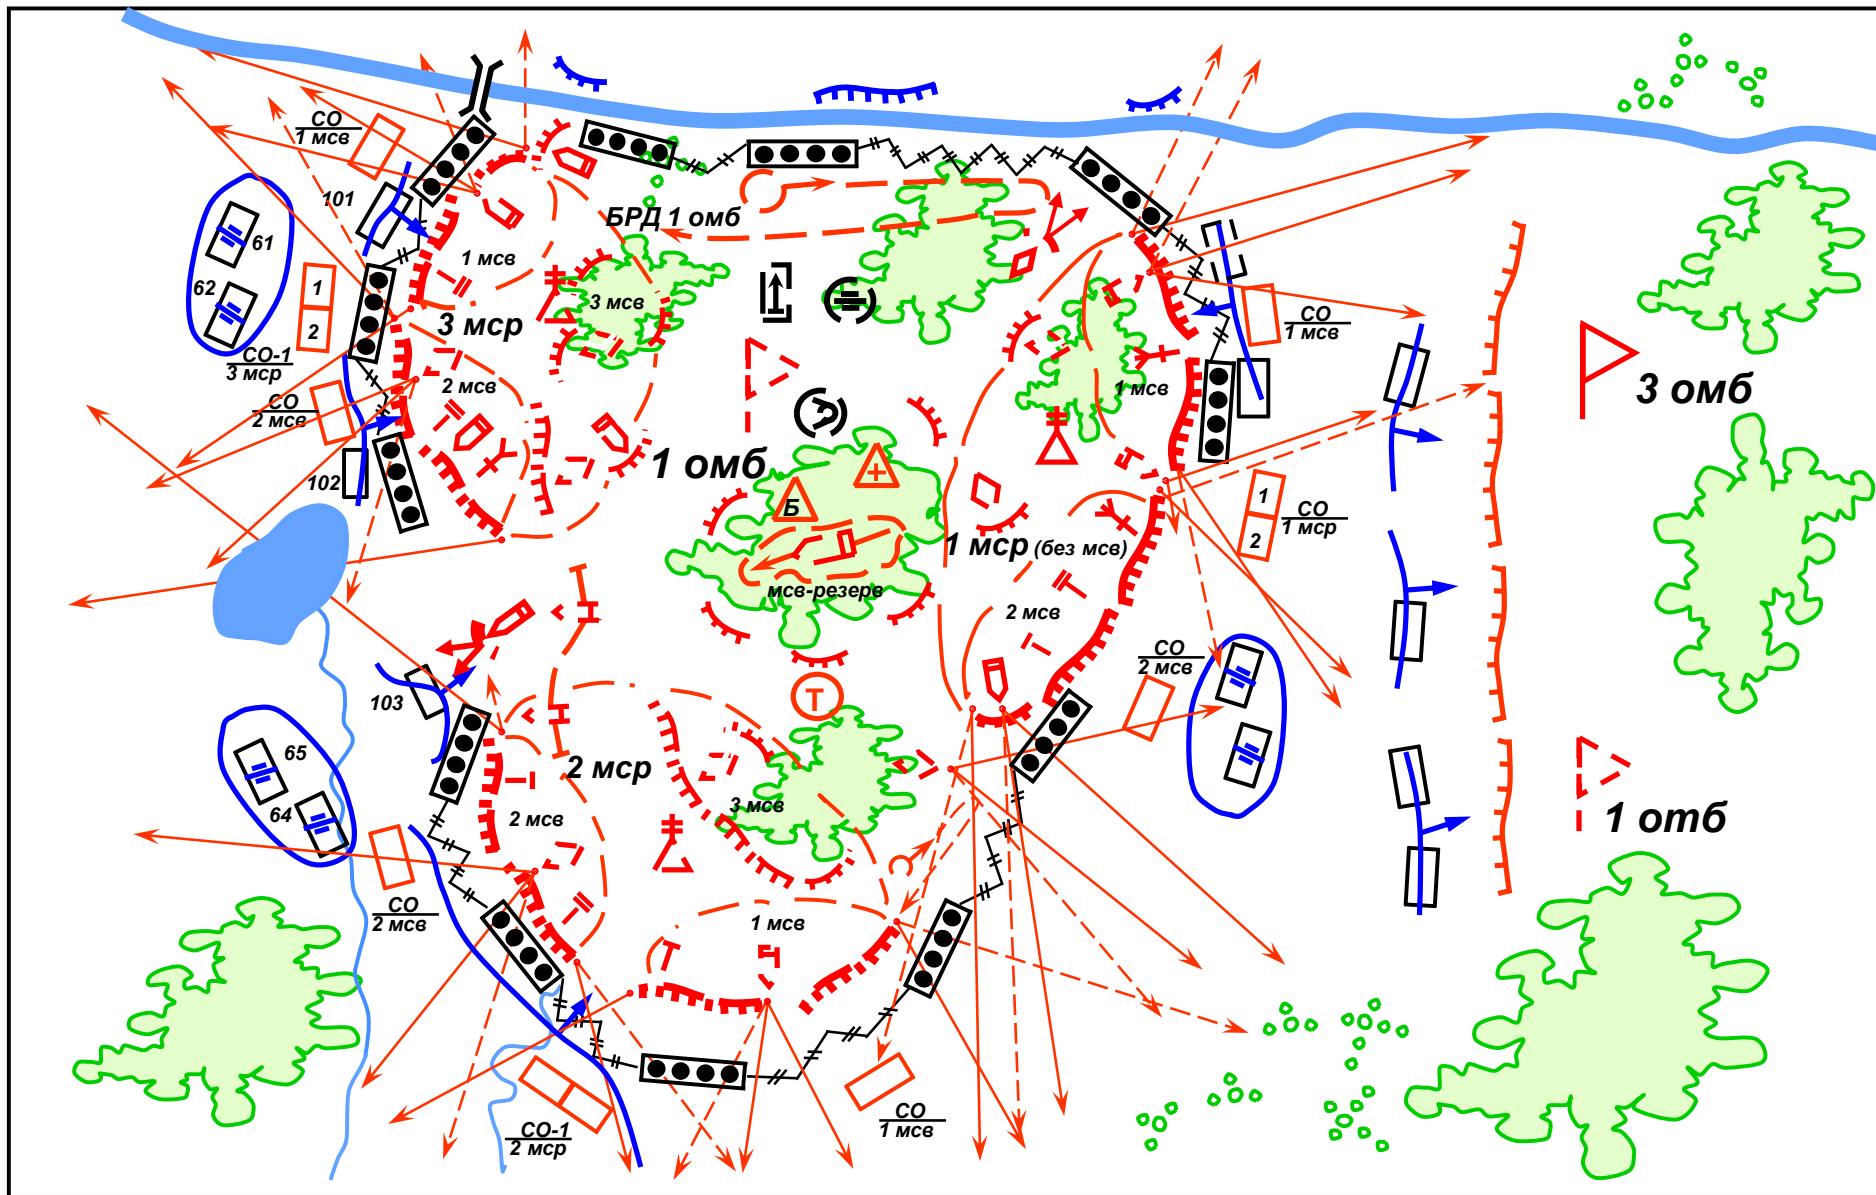 СО
1 мсв
101
61
62
БРД 1 омб
1 мсв
3 мсв
1
2
3 мср
СО-1
3 мср
СО
2 мсв
2 мсв
102
1 омб
Б
мсв-резерв
1 мср (без мсв)
1 мсв
СО
1 мсв
3 омб
1
2
СО
1 мср
2 мсв
СО
2 мсв
Т
103
65
64
2 мср
2 мсв
3 мсв
1 отб
СО
2 мсв
1 мсв
СО-1
2 мср
СО
1 мсв